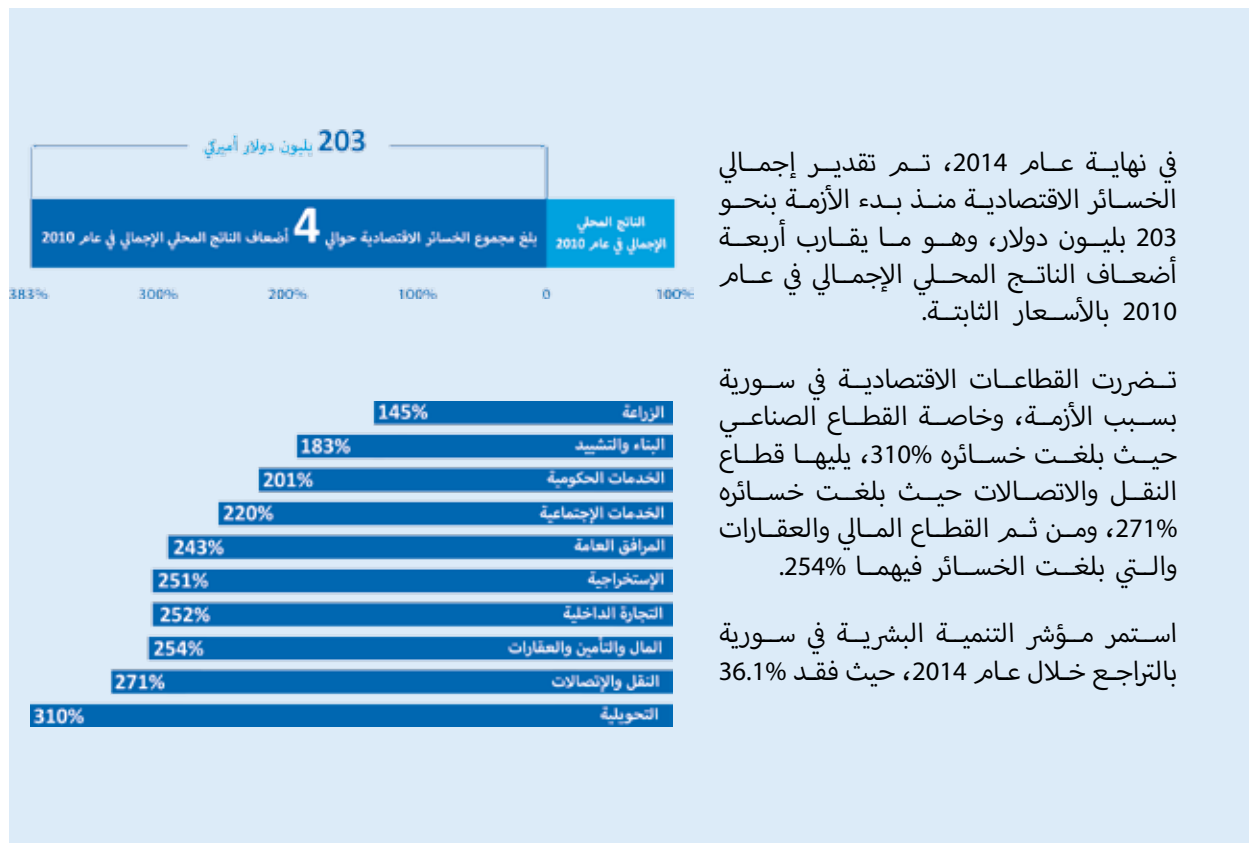 في نهاية عام 2014، تم تقدير إجمالي
الخسائر الاقتصادية منذ بدء الأزمة بنحو
203 بليون دولار، وهو ما يقارب أربعة
أضعاف الناتج المحلي الإجمالي في عام
2010 بالأسعار الثابتة.
تضررت القطاعات الاقتصادية في سورية
بسبب الأزمة، وخاصة القطاع الصناعي
حيث بلغت خسائره 310%، يليها قطاع
النقل والاتصالات حيث بلغت خسائره
271%، ومن ثم القطاع المالي والعقارات
والتي بلغت الخسائر فيهما 254%.
استمر مؤشر التنمية البشرية في سورية
بالتراجع خلال عام 2014، حيث فقد 36.1%
203 بليون دولار أميركي
الناتج المحلي
الإجمالي في عام 2010
بلغ مجموع الخسائر الاقتصادية حوالي 4 أضعاف الناتج المحلي الإجمالي في عام 2010
100% 0 100% 200% 300% 383%
الزراعة 145%
البناء والتشييد 183%
الخدمات الحكومية 201%
الخدمات الإجتماعية 220%
المرافق العامة 243%
الإستخراجية 251%
التجارة الداخلية 252%
المال والتأمين والعقارات 254%
النقل والإتصالات 271%
التحويلية 310%